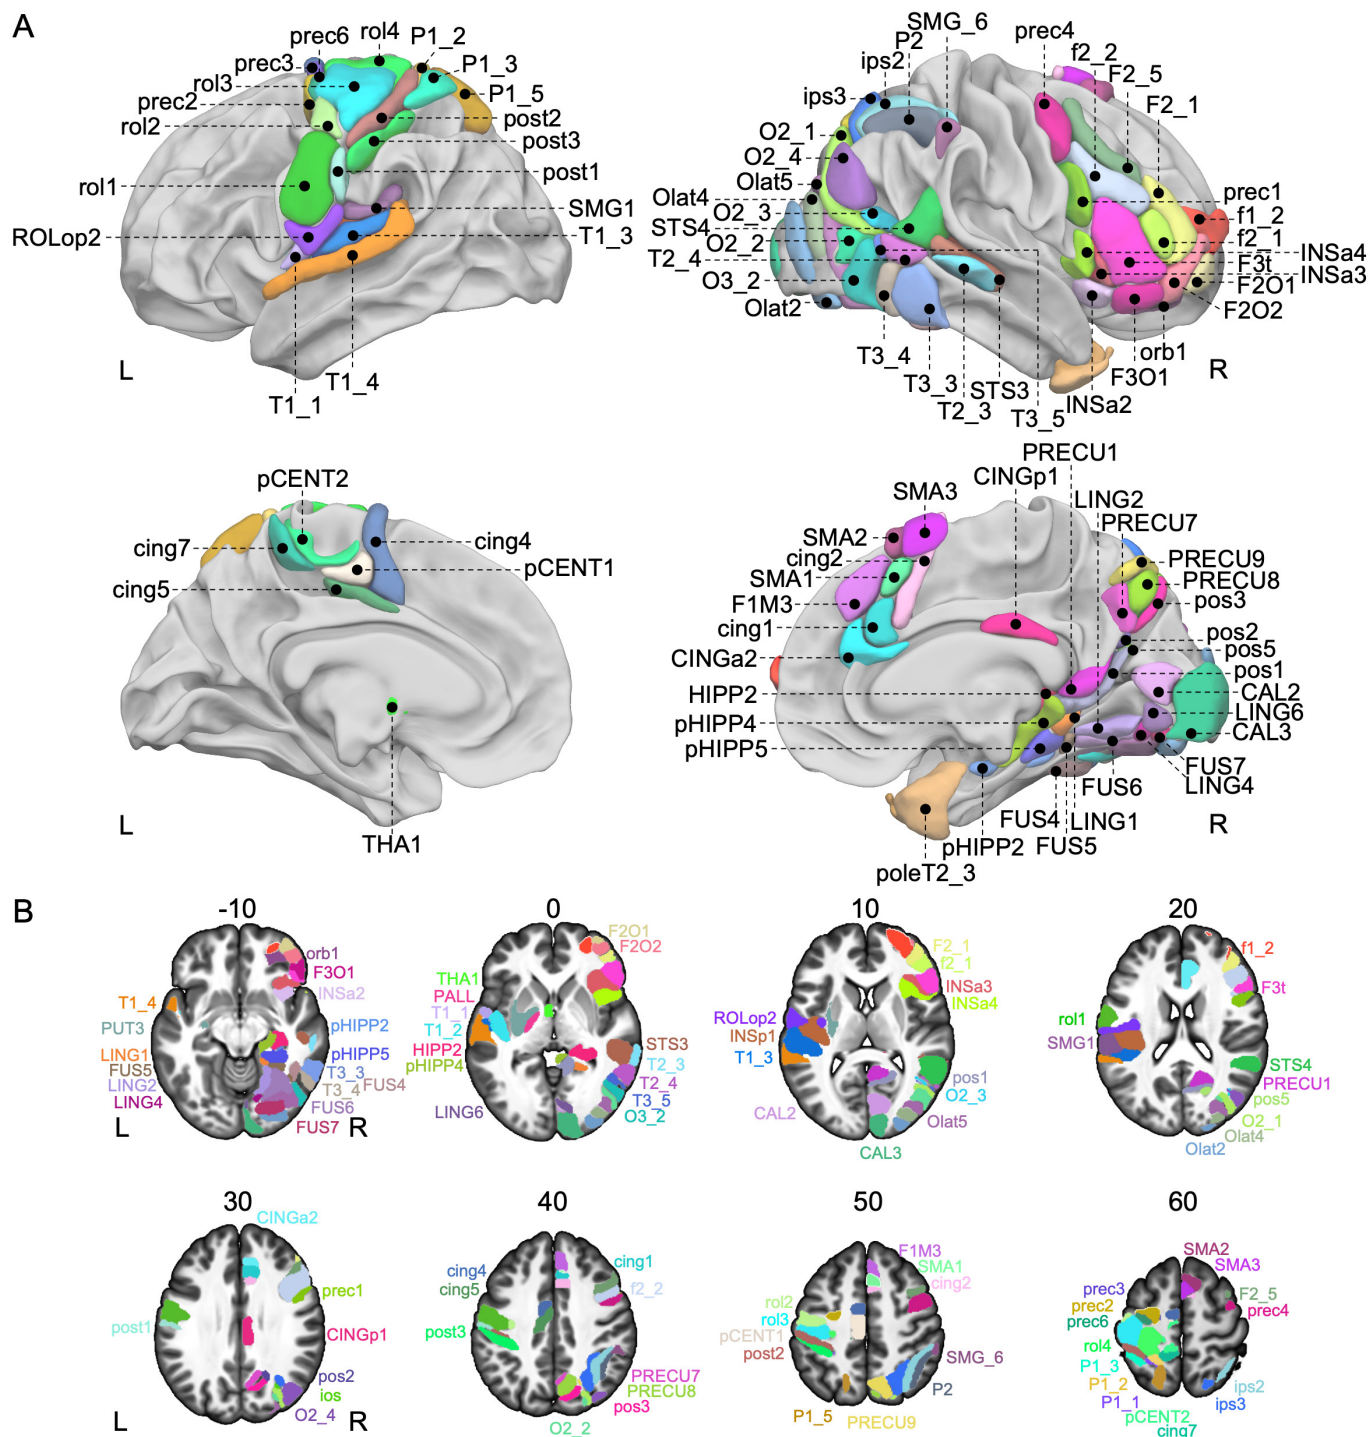 A
prec6
rol4
P1_2
prec3
P1_3
rol3
P1_5
prec2
post2
rol2
post3
post1
rol1
SMG1
ROLop2
T1_3
L
T1_4
T1_1
SMG_6
P2
prec4
ips2
f2_2
F2_5
ips3
F2_1
O2_1
O2_4
Olat5
prec1
Olat4
f1_2
O2_3
STS4
f2_1
O2_2
INSa4
T2_4
F3t
INSa3
O3_2
F2O1
Olat2
F2O2
T3_4
orb1
R
T3_3
F3O1
STS3
T2_3
INSa2
T3_5
pCENT2
cing7
cing4
pCENT1
cing5
L
THA1
PRECU1
CINGp1
SMA3
LING2
PRECU7
SMA2
cing2
PRECU9
SMA1
PRECU8
F1M3
pos3
cing1
pos2
pos5
CINGa2
pos1
HIPP2
CAL2
pHIPP4
LING6
CAL3
pHIPP5
FUS7
FUS6
LING4
FUS4
LING1
R
pHIPP2
FUS5
poleT2_3
B
-10
orb1
F3O1
INSa2
T1_4
PUT3
pHIPP2
LING1
pHIPP5
FUS5
T3_3
LING2
T3_4
FUS4
LING4
FUS6
L
R
FUS7
0
F2O1
F2O2
THA1
PALL
T1_1
T1_2
STS3
HIPP2
T2_3
pHIPP4
T2_4
T3_5
LING6
O3_2
10
F2_1
f2_1
INSa3
INSa4
ROLop2
INSp1
T1_3
pos1
O2_3
CAL2
Olat5
CAL3
20
f1_2
F3t
rol1
SMG1
STS4
PRECU1
pos5
O2_1
Olat4
Olat2
30
CINGa2
prec1
post1
CINGp1
pos2
ios
O2_4
L
R
40
cing4
cing1
cing5
f2_2
post3
PRECU7
PRECU8
pos3
O2_2
50
F1M3
SMA1
cing2
rol2
rol3
pCENT1
post2
SMG_6
P2
P1_5
PRECU9
60
SMA2
SMA3
prec3
F2_5
prec2
prec4
prec6
rol4
P1_3
P1_2
ips2
P1_1
ips3
pCENT2
cing7